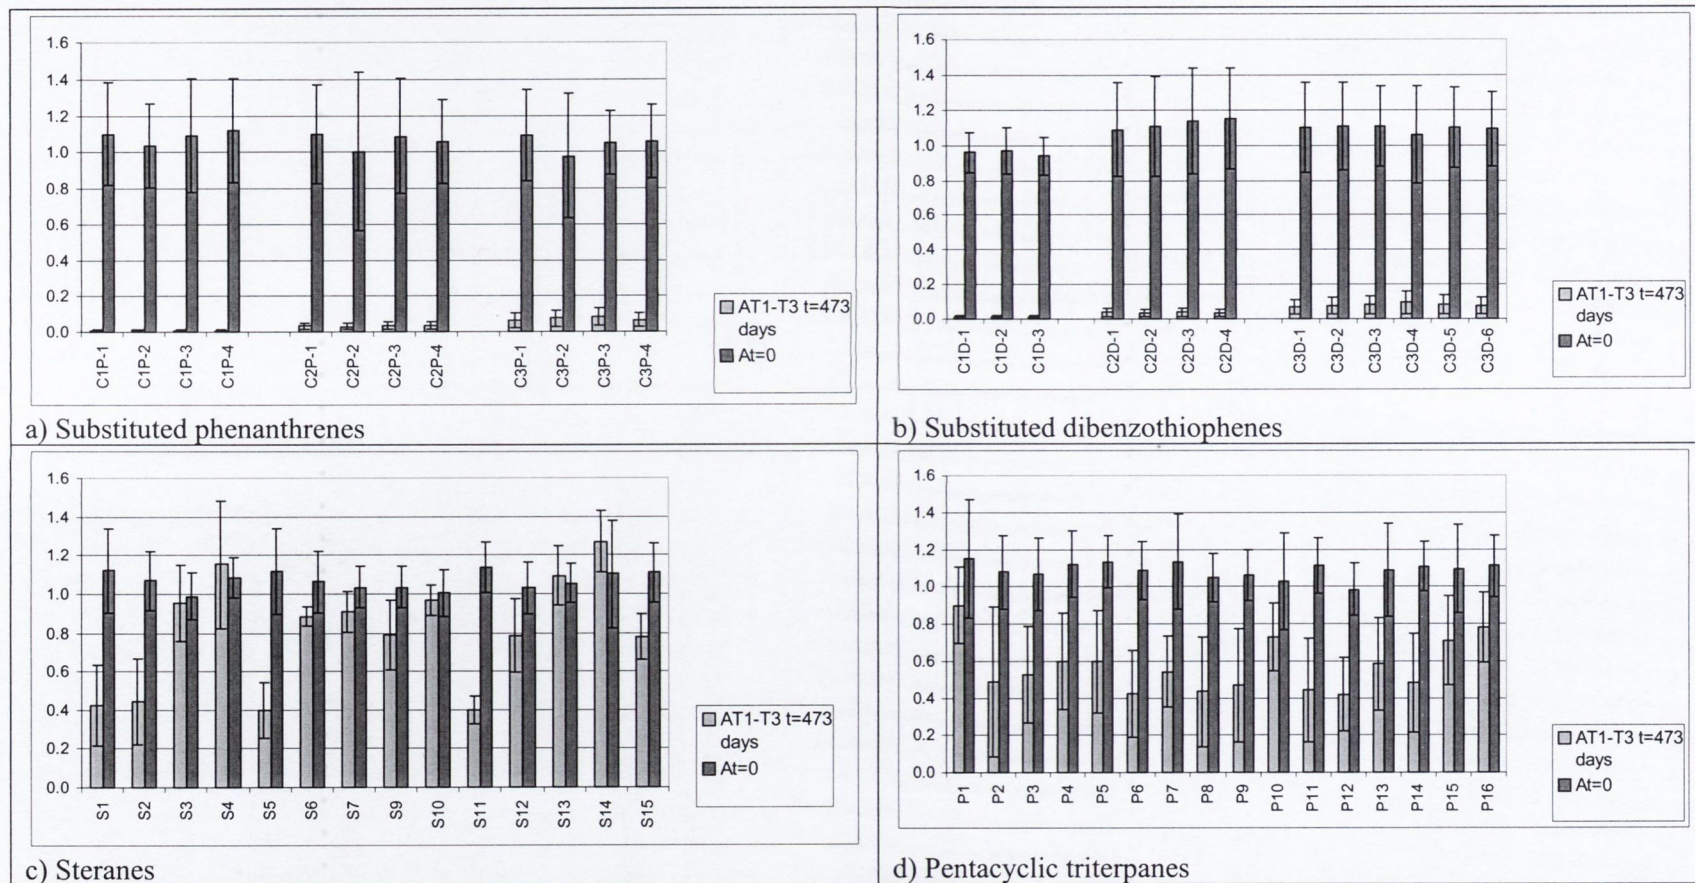 1.6
1.4
1.2
1.0
0.8
0.6
0.4
0.2
0.0
C1P-1
C1P-2
C1P-3
C1P-4
C2P-1
C2P-2
C2P-3
C2P-4
C3P-1
C3P-2
C3P-3
C3P-4
AT1-T3 t=473
days
At=0
a) Substituted phenanthrenes
1.6
1.4
1.2
1.0
0.8
0.6
0.4
0.2
0.0
C1D-1
C1D-2
C1D-3
C2D-1
C2D-2
C2D-3
C2D-4
C3D-1
C3D-2
C3D-3
C3D-4
C3D-5
C3D-6
AT1-T3 t=473
days
At=0
b) Substituted dibenzothiophenes
1.6
1.4
1.2
1.0
0.8
0.6
0.4
0.2
0.0
S1
S2
S3
S4
S5
S6
S7
S9
S10
S11
S12
S13
S14
S15
AT1-T3 t=473
days
At=0
c) Steranes
1.6
1.4
1.2
1.0
0.8
0.6
0.4
0.2
0.0
P1
P2
P3
P4
P5
P6
P7
P8
P9
P10
P11
P12
P13
P14
P15
P16
AT1-T3 t=473
days
At=0
d) Pentacyclic triterpanes